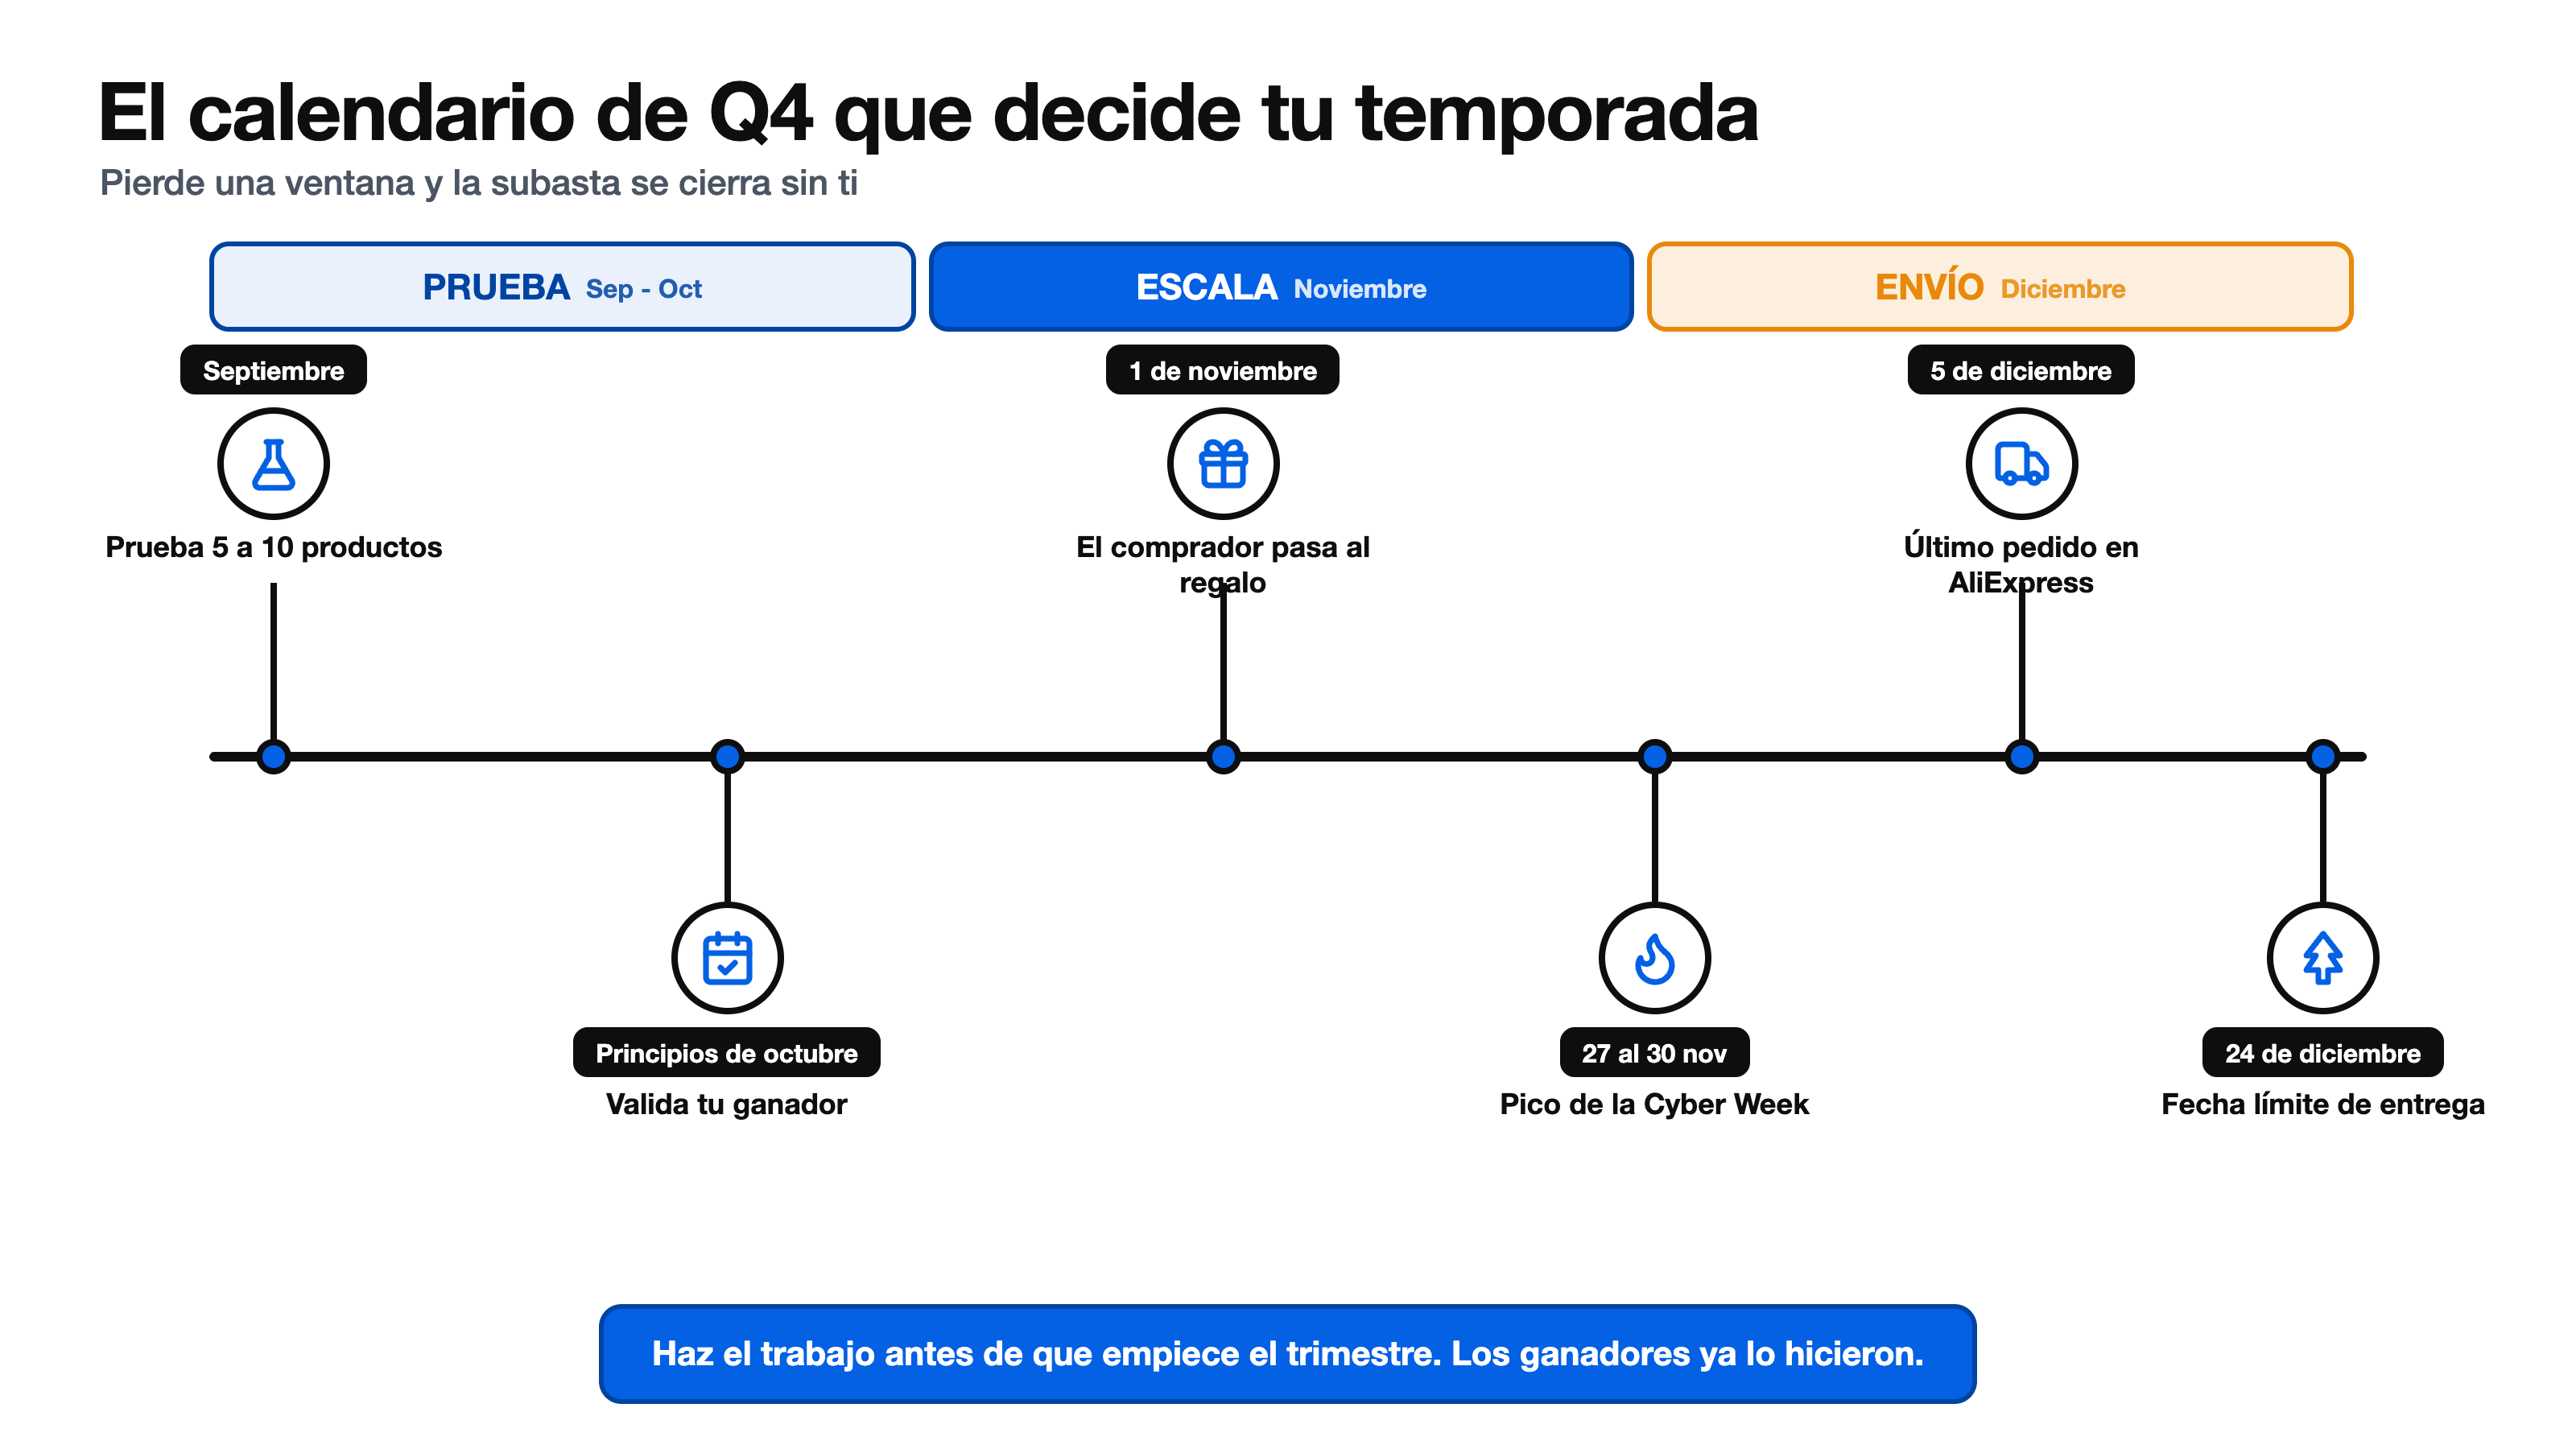 El calendario de Q4 que decide tu temporada
Pierde una ventana y la subasta se cierra sin ti
PRUEBA Sep - Oct
ESCALA Noviembre
ENVÍO Diciembre
Septiembre
Prueba 5 a 10 productos
1 de noviembre
El comprador pasa al
regalo
5 de diciembre
Último pedido en
AliExpress
Principios de octubre
Valida tu ganador
27 al 30 nov
Pico de la Cyber Week
24 de diciembre
Fecha límite de entrega
Haz el trabajo antes de que empiece el trimestre. Los ganadores ya lo hicieron.